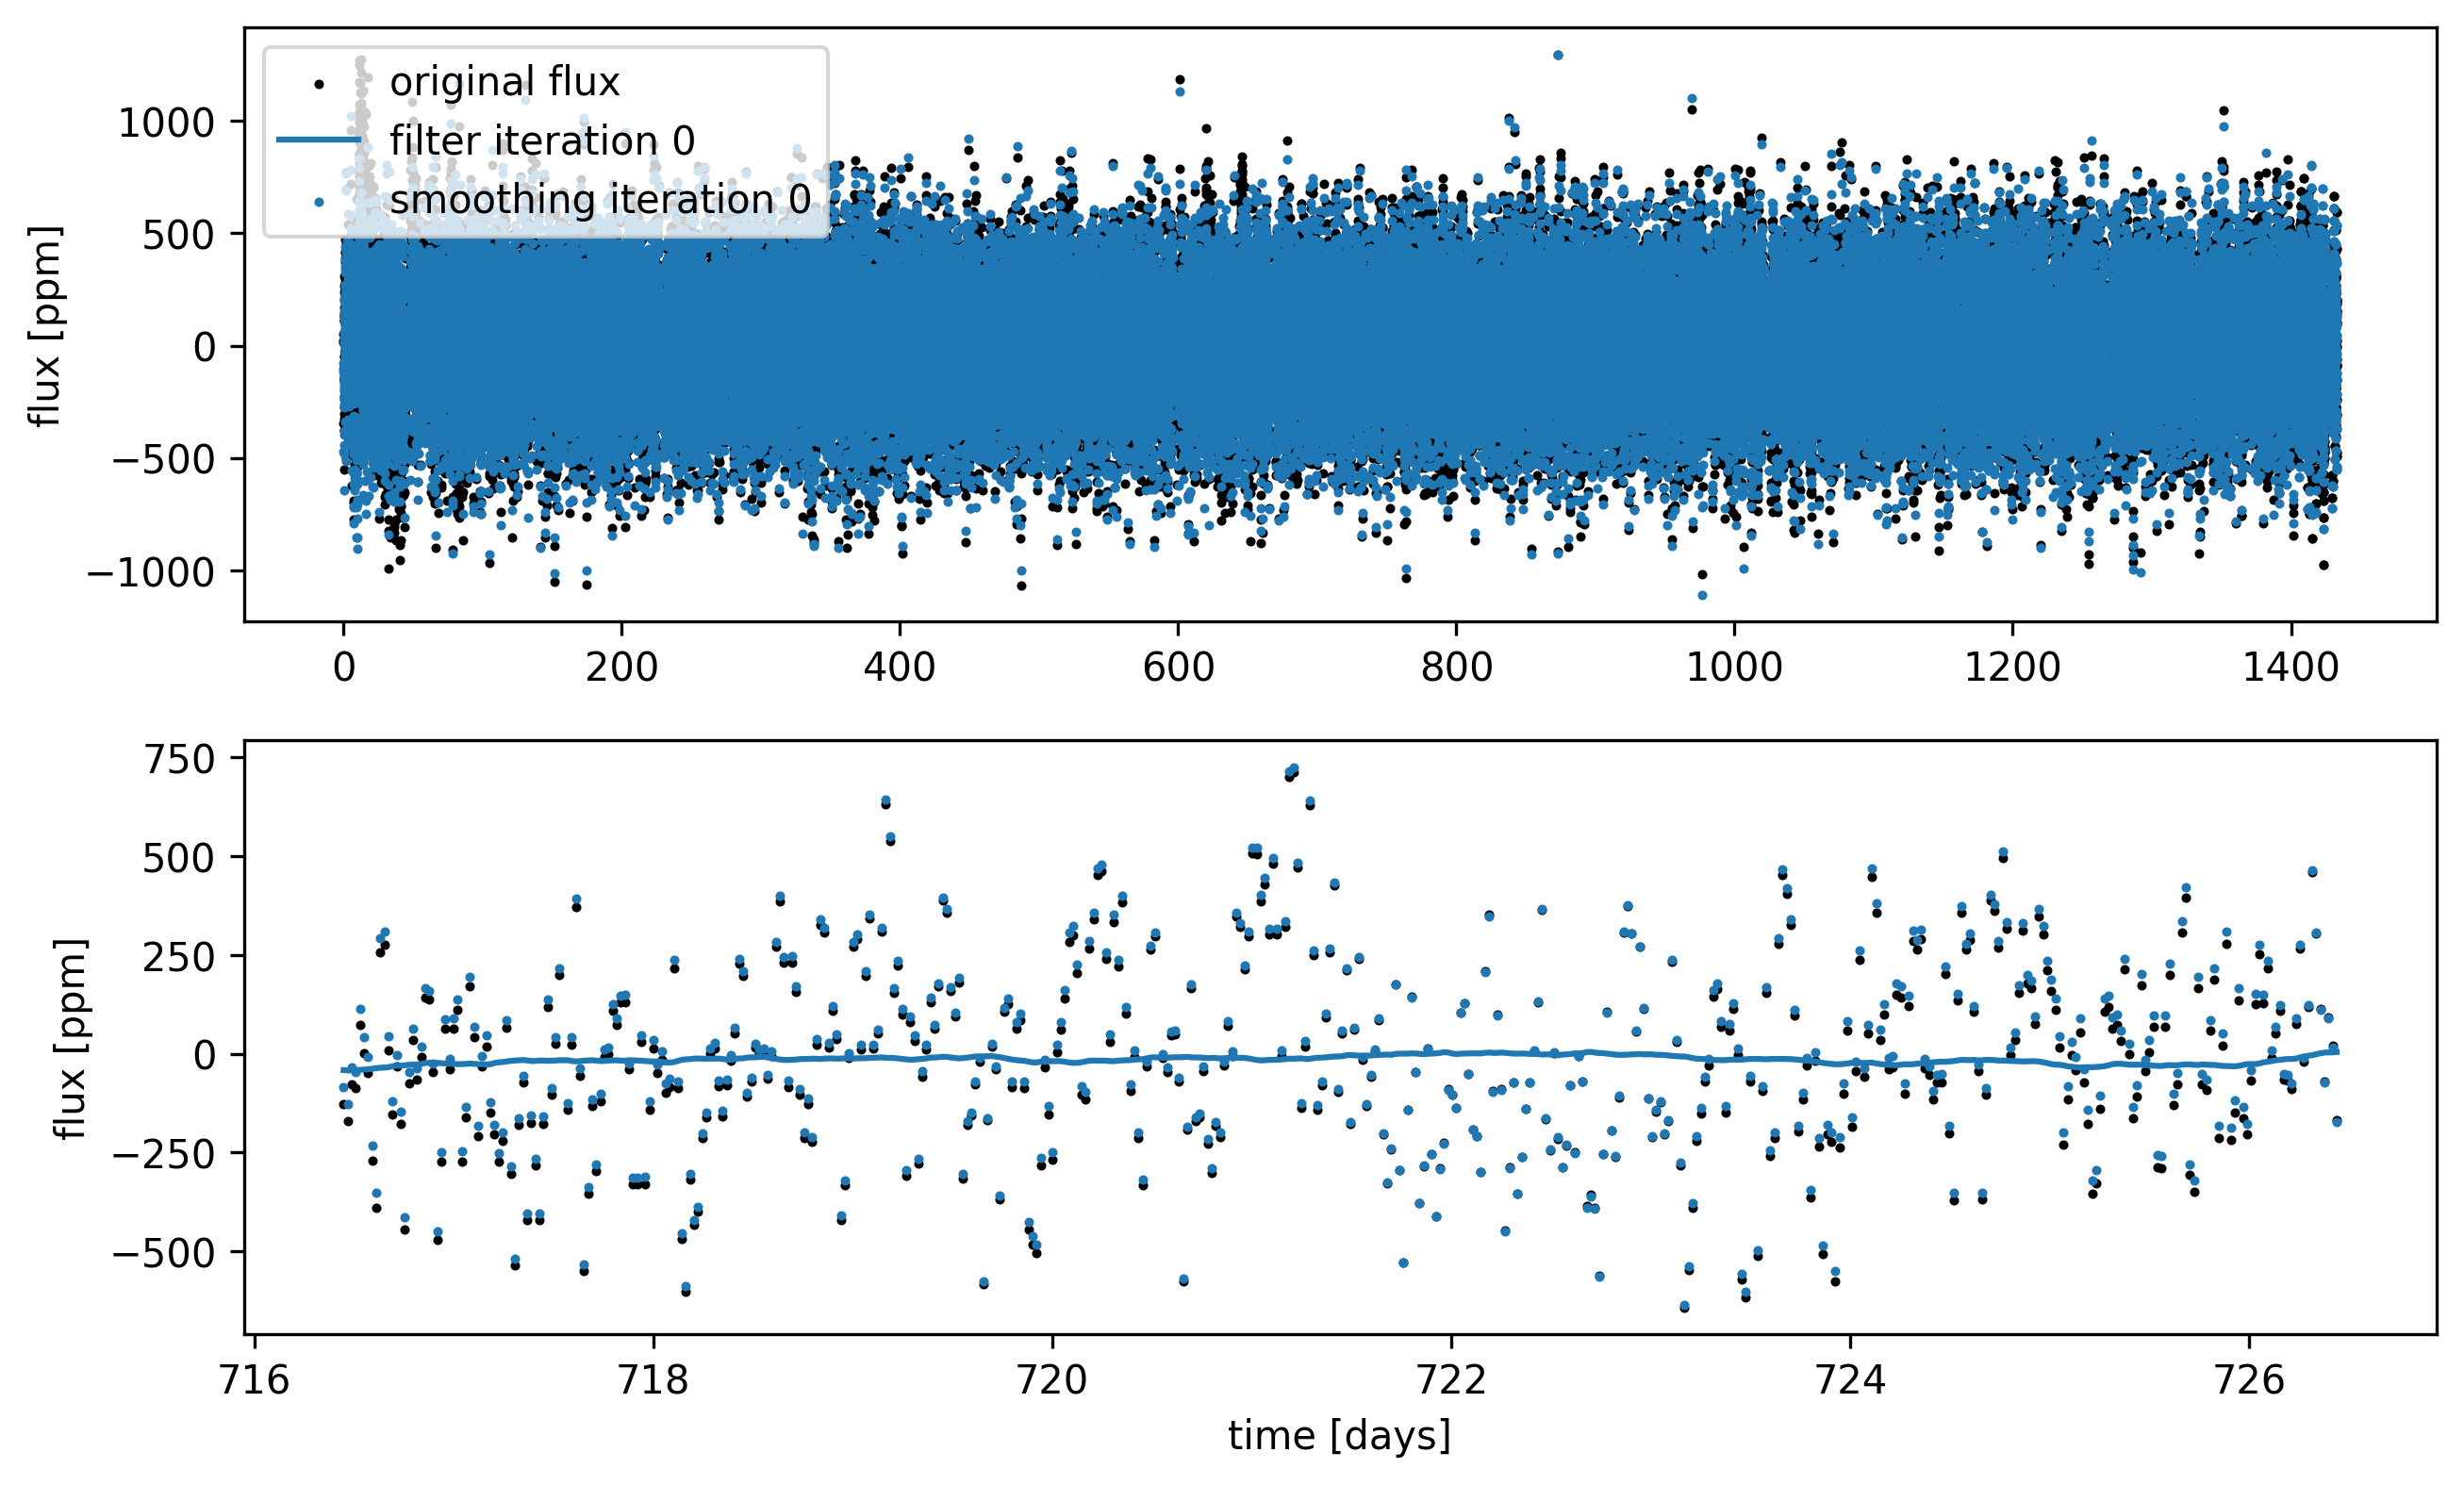 original flux
filter iteration 0
smoothing iteration 0
flux [ppm]
1000
500
0
−500
−1000
0 200 400 600 800 1000 1200 1400
flux [ppm]
750
500
250
0
−250
−500
716 718 720 722 724 726
time [days]